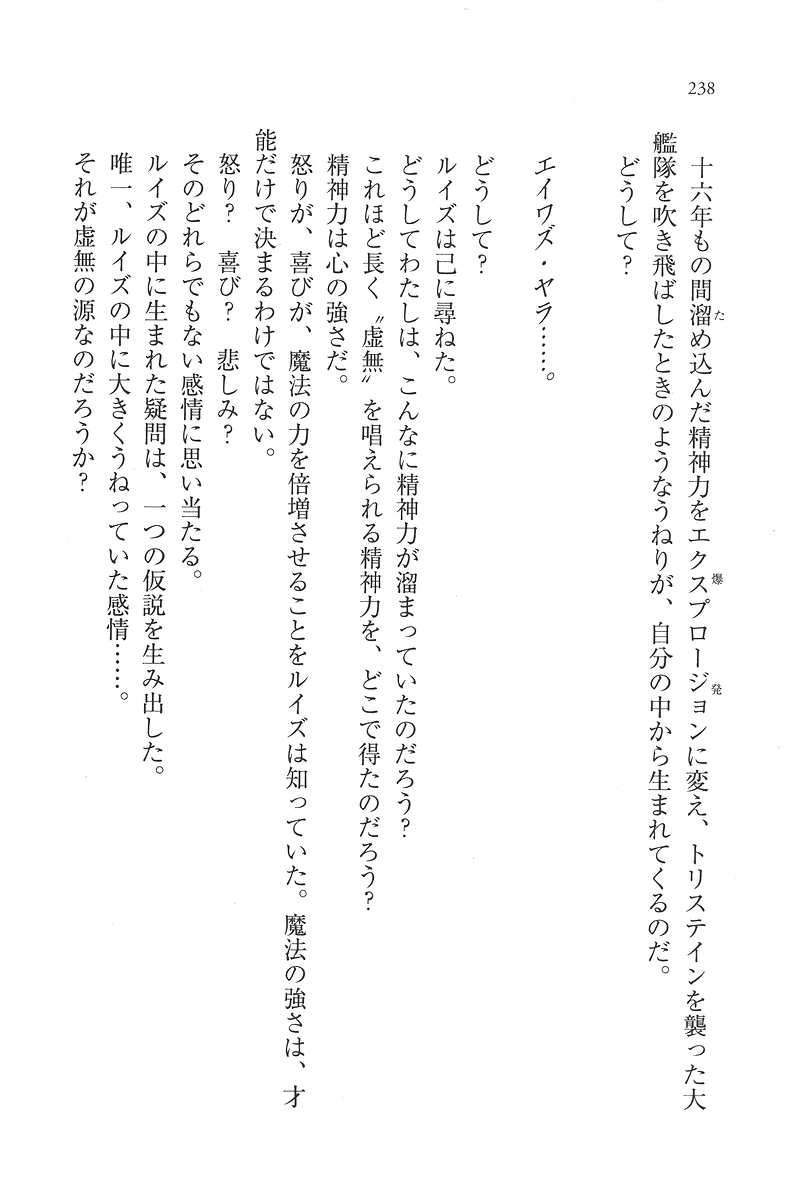 238
十六年もの間溜め込んだ精神力をエクスプロージョンに変え、トリステインを襲った大
艦隊を吹き飛ばしたときのようなうねりが、自分の中から生まれてくるのだ。
どうして?
エイワズ・ヤラ……。
どうして?
ルイズは己に尋ねた。
どうしてわたしは、こんなに精神力が溜まっていたのだろう?
これほど長く〝虚無〟を唱えられる精神力を、どこで得たのだろう?
精神力は心の強さだ。
怒りが、喜びが、魔法の力を倍増させることをルイズは知っていた。魔法の強さは、才
能だけで決まるわけではない。
怒り? 喜び? 悲しみ?
そのどれらでもない感情に思い当たる。
ルイズの中に生まれた疑問は、一つの仮説を生み出した。
唯一、ルイズの中に大きくうねっていた感情……。
それが虚無の源なのだろうか?
た
爆発